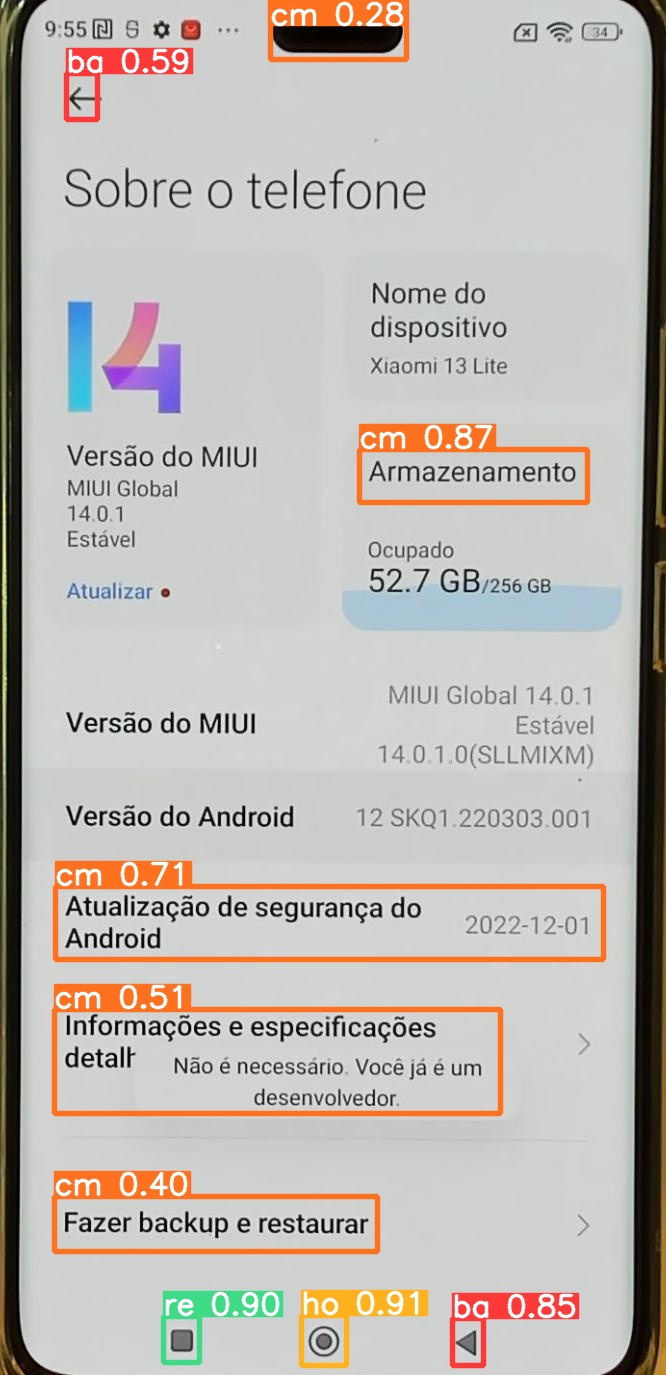 cm 0.28
9:55
34
ba 0.59
Sobre o telefone
14
Versão do MIUI
MIUI Global
14.0.1
Estável
Atualizar
Nome do
dispositivo
Xiaomi 13 Lite
cm 0.87
Armazenamento
Ocupado
52.7 GB/256 GB
Versão do MIUI
MIUI Global 14.0.1
Estável
14.0.1.0(SLLMIXM)
Versão do Android
12 SKQ1.220303.001
cm 0.71
Atualização de segurança do
Android
2022-12-01
cm 0.51
Informações e especificações
Não é necessário. Você já é um
desenvolvedor.
cm 0.40
Fazer backup e restaurar
re 0.90
ho 0.91
ba 0.85